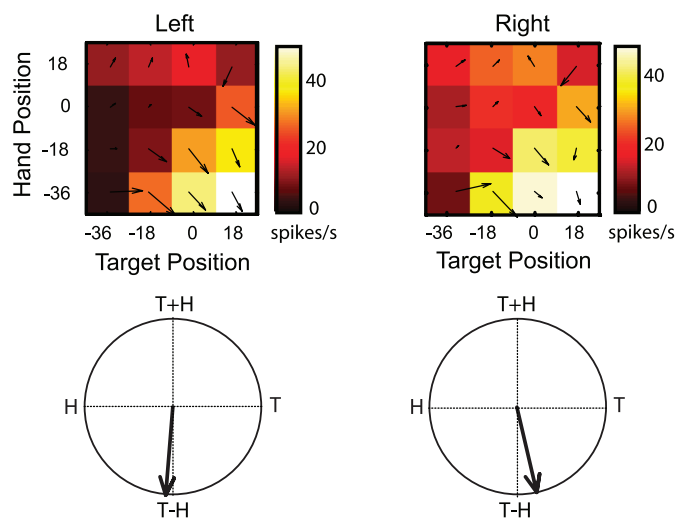 Left
Right
Hand Position
18
0
-18
-36
40
20
0
40
20
0
-36 -18 0 18 spikes/s
-36 -18 0 18 spikes/s
Target Position
Target Position
T+H
T+H
H
T
H
T
T-H
T-H